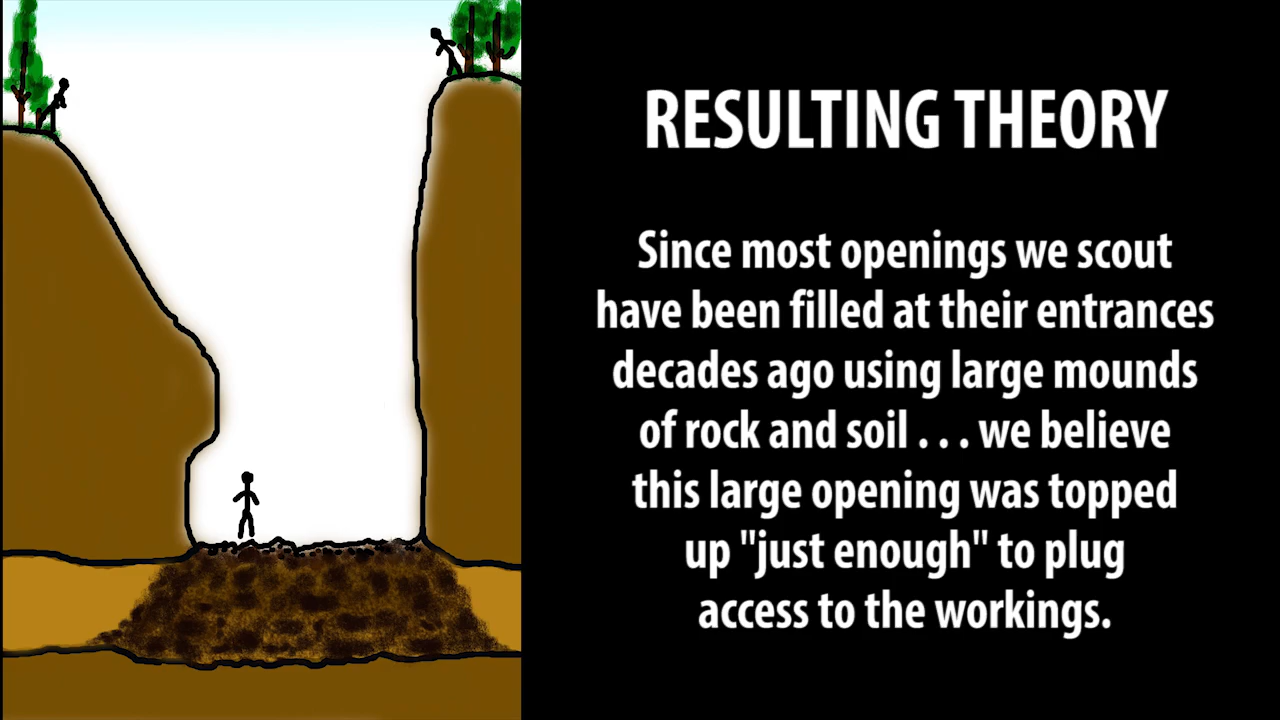 RESULTING THEORY
Since most openings we scout
have been filled at their entrances
decades ago using large mounds
of rock and soil . . . we believe
this large opening was topped
up "just enough" to plug
access to the workings.